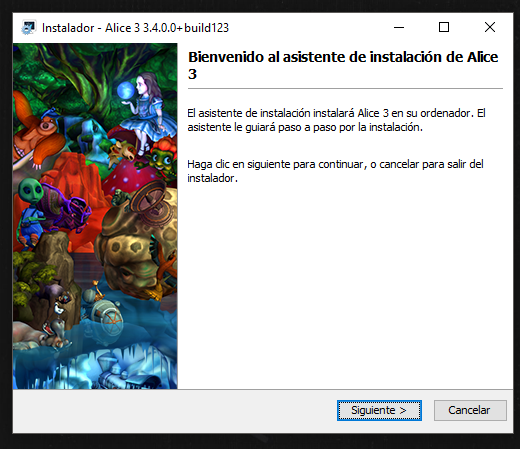 Instalador - Alice 3 3.4.0.0+build123
Bienvenido al asistente de instalación de Alice
3
El asistente de instalación instalará Alice 3 en su ordenador. El
asistente le guiará paso a paso por la instalación.
Haga clic en siguiente para continuar, o cancelar para salir del
instalador.
Siguiente >
Cancelar